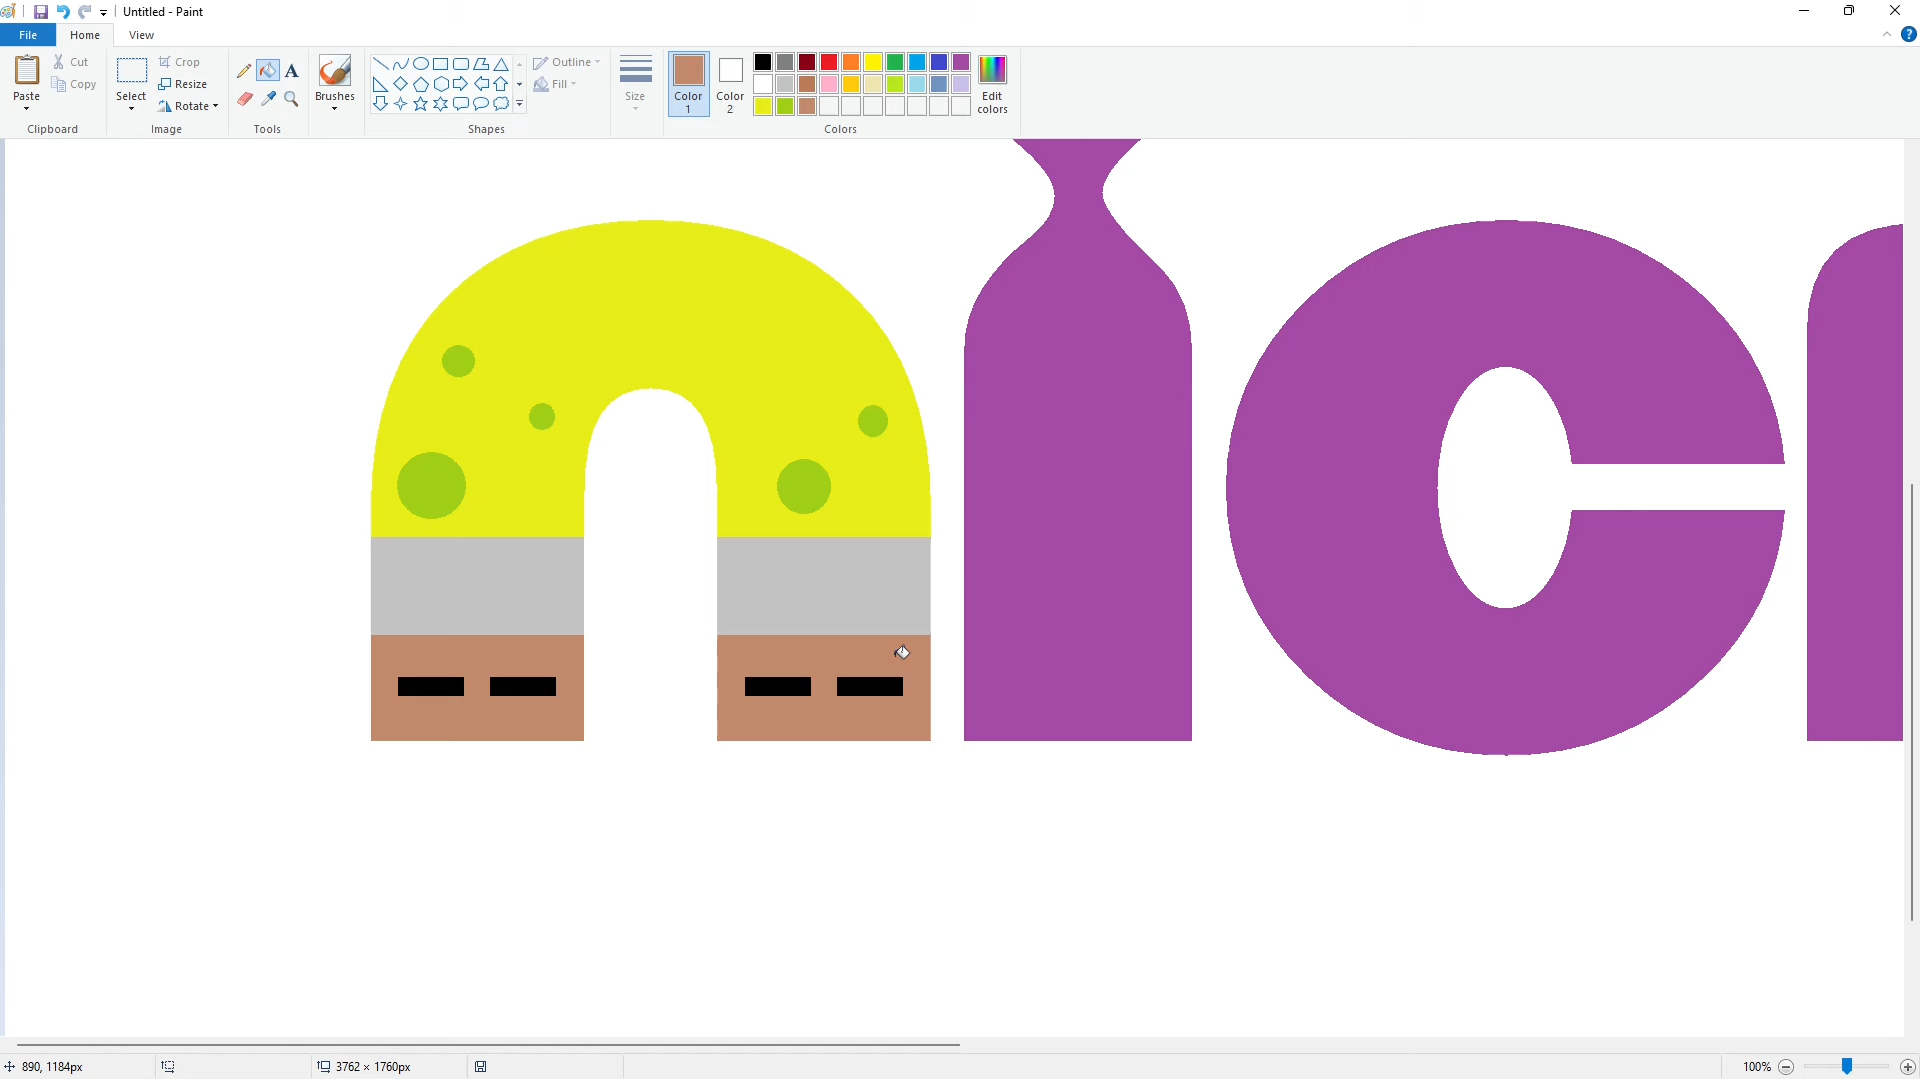 Untitled - Paint
File Home View
Paste
Cut
Copy
Clipboard
Select
Crop
Resize
Rotate
Image
A
Tools
Brushes
Outline
Fill
Shapes
Size
Color 1
Color 2
Edit colors
Colors
nic
890, 1184px
3762 × 1760px
100%